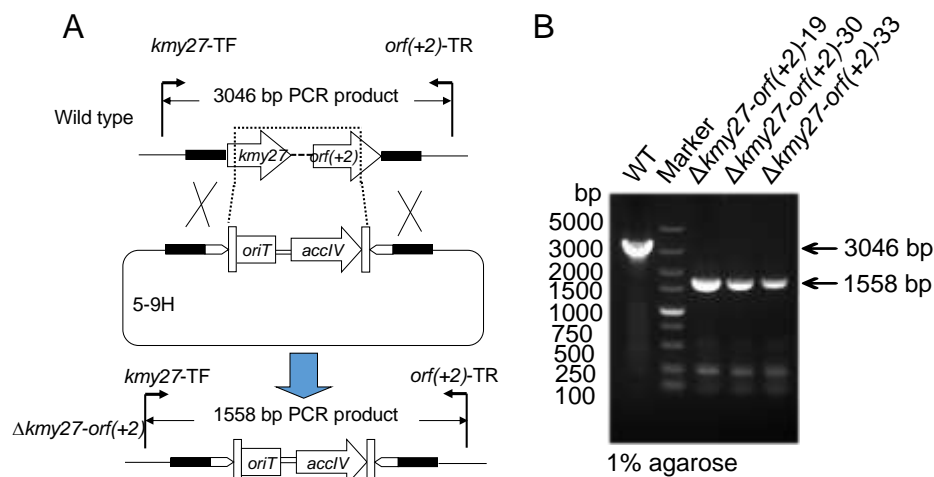 A
kmy27-TF
orf(+2)-TR
3046 bp PCR product
Wild type
kmy27
orf(+2)
oriT
accIV
5-9H
kmy27-TF
orf(+2)-TR
1558 bp PCR product
Δkmy27-orf(+2)
oriT
accIV
B
WT
Marker
Δkmy27-orf(+2)-19
Δkmy27-orf(+2)-30
Δkmy27-orf(+2)-33
bp
5000
3000
2000
1500
1000
750
500
250
100
3046 bp
1558 bp
1% agarose